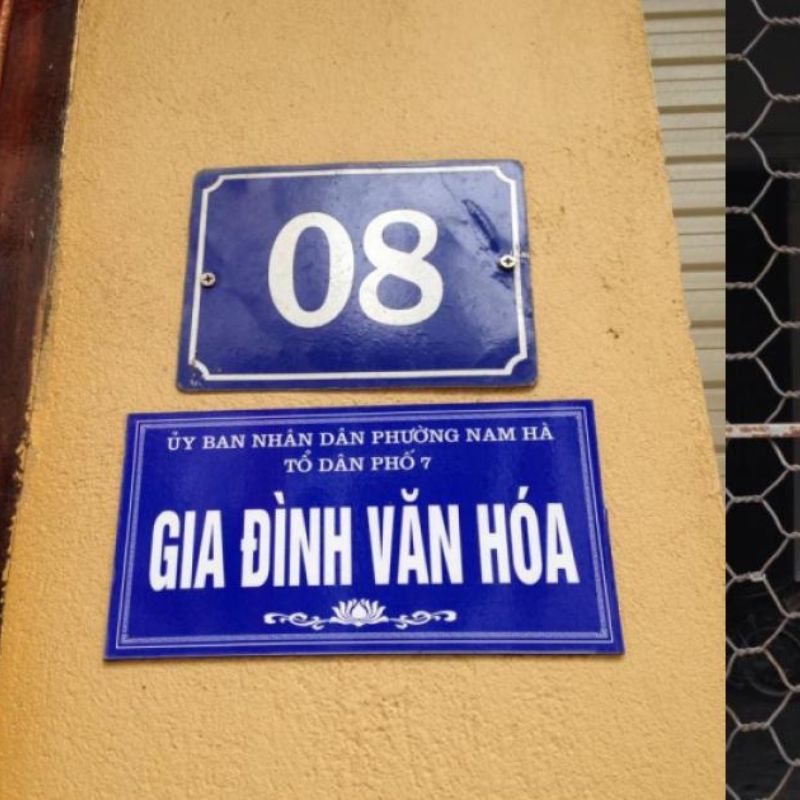 08
ỦY BAN NHÂN DÂN PHƯỜNG NAM HÀ
TỔ DÂN PHỐ 7
GIA ĐÌNH VĂN HÓA